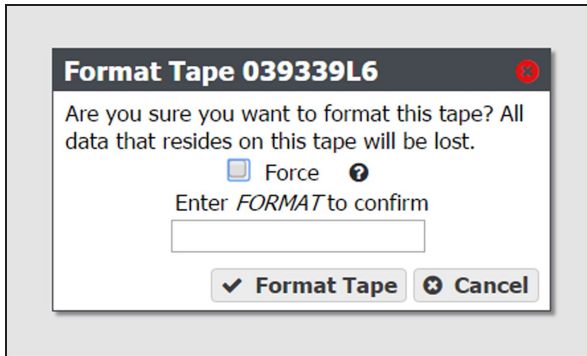 Format Tape 039339L6
Are you sure you want to format this tape? All
data that resides on this tape will be lost.
Force
Enter FORMAT to confirm
Format Tape Cancel